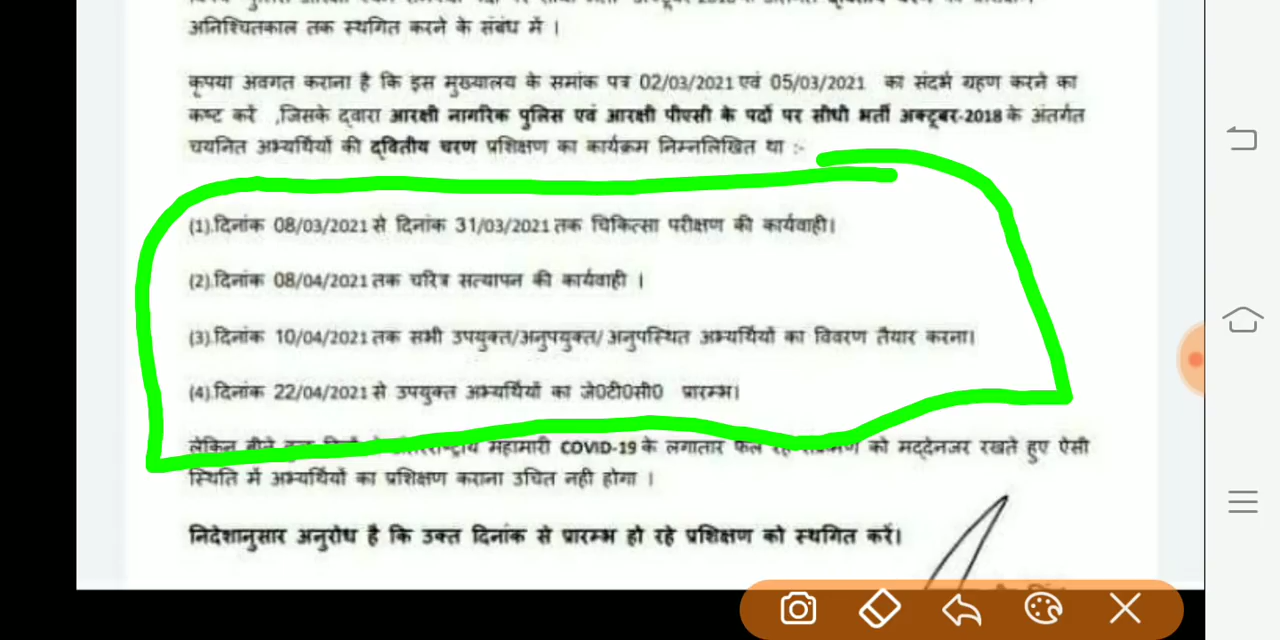 अनिश्चितकाल तक स्थगित करने के संबंध में ।
कृपया अवगत कराना है कि इस मुख्यालय के समांक पत्र 02/03/2021 एवं 05/03/2021 का संदर्भ ग्रहण करने का
कष्ट करें ,जिसके द्वारा आरक्षी नागरिक पुलिस एवं आरक्षी पीएसी के पदों पर सीधी भर्ती अक्टूबर-2018 के अंतर्गत
चयनित अभ्यर्थियों की द्वितीय चरण प्रशिक्षण का कार्यक्रम निम्नलिखित था :-
(1).दिनांक 08/03/2021 से दिनांक 31/03/2021 तक चिकित्सा परीक्षण की कार्यवाही।
(2).दिनांक 08/04/2021 तक चरित्र सत्यापन की कार्यवाही ।
(3).दिनांक 10/04/2021 तक सभी उपयुक्त/अनुपयुक्त/ अनुपस्थित अभ्यर्थियों का विवरण तैयार करना।
(4).दिनांक 22/04/2021 से उपयुक्त अभ्यर्थियों का जे0टी0सी0 प्रारम्भ।
लेकिन बीते महामारी COVID-19 के लगातार को मद्देनजर रखते हुए ऐसी
स्थिति में अभ्यर्थियों का प्रशिक्षण कराना उचित नही होगा ।
निदेशानुसार अनुरोध है कि उक्त दिनांक से प्रारम्भ हो रहे प्रशिक्षण को स्थगित करें।